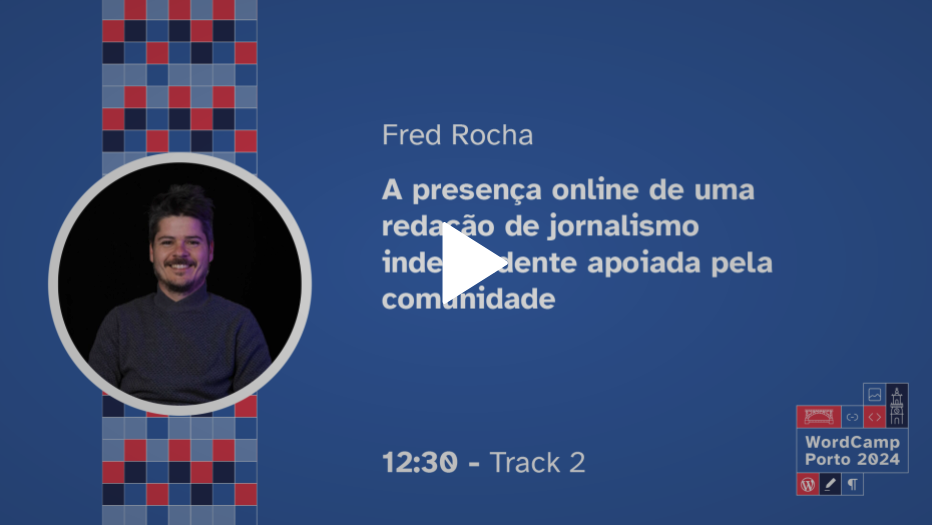 Fred Rocha
A presença online de uma
redação de jornalismo
independente apoiada pela
comunidade
12:30 - Track 2
WordCamp
Porto 2024